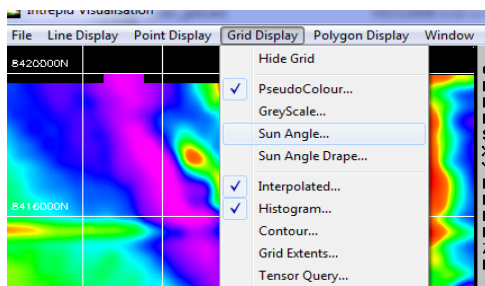 Intrepid Visualisation
File Line Display Point Display Grid Display Polygon Display Window
8420000N
Hide Grid
PseudoColour...
GreyScale...
Sun Angle...
Sun Angle Drape...
Interpolated...
8416000N
Histogram...
Contour...
Grid Extents...
Tensor Query...